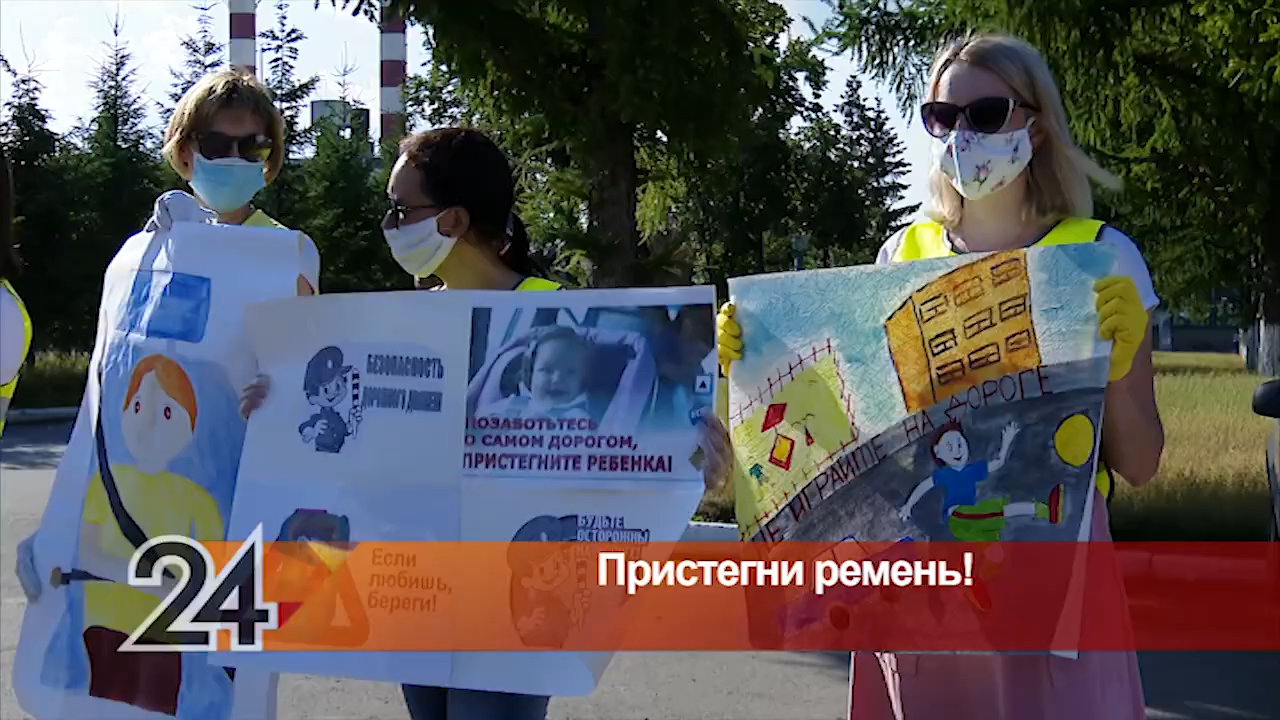 БЕЗОПАСНОСТЬ
ДОРОЖНОГО ДВИЖЕНИЯ
ПОЗАБОТЬТЕСЬ
О САМОМ ДОРОГОМ,
ПРИСТЕГНИТЕ РЕБЕНКА!
НЕ ИГРАЙТЕ НА ДОРОГЕ
Если
любишь,
береги!
БУДЬТЕ
ОСТОРОЖНЫ
24
Пристегни ремень!